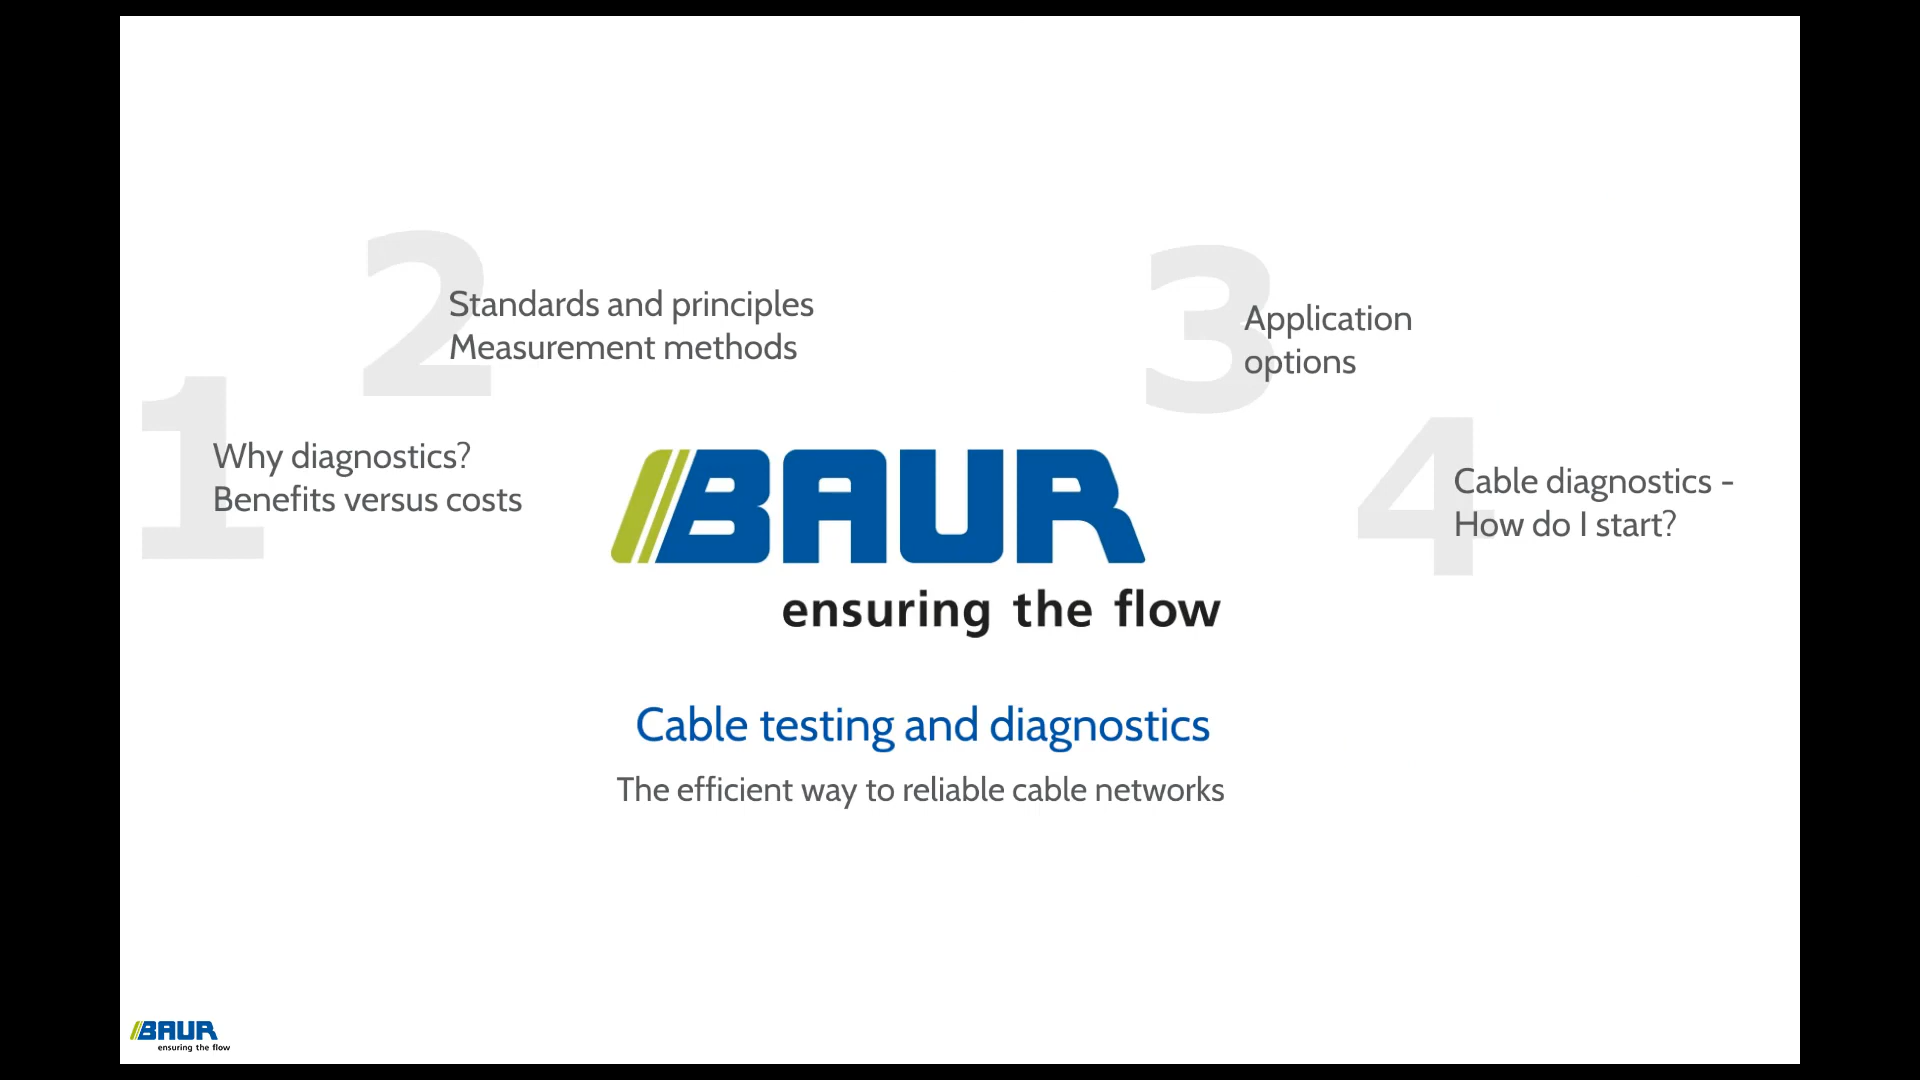 1
Why diagnostics?
Benefits versus costs
2
Standards and principles
Measurement methods
3
Application
options
4
Cable diagnostics -
How do I start?
BAUR
ensuring the flow
Cable testing and diagnostics
The efficient way to reliable cable networks
BAUR
ensuring the flow